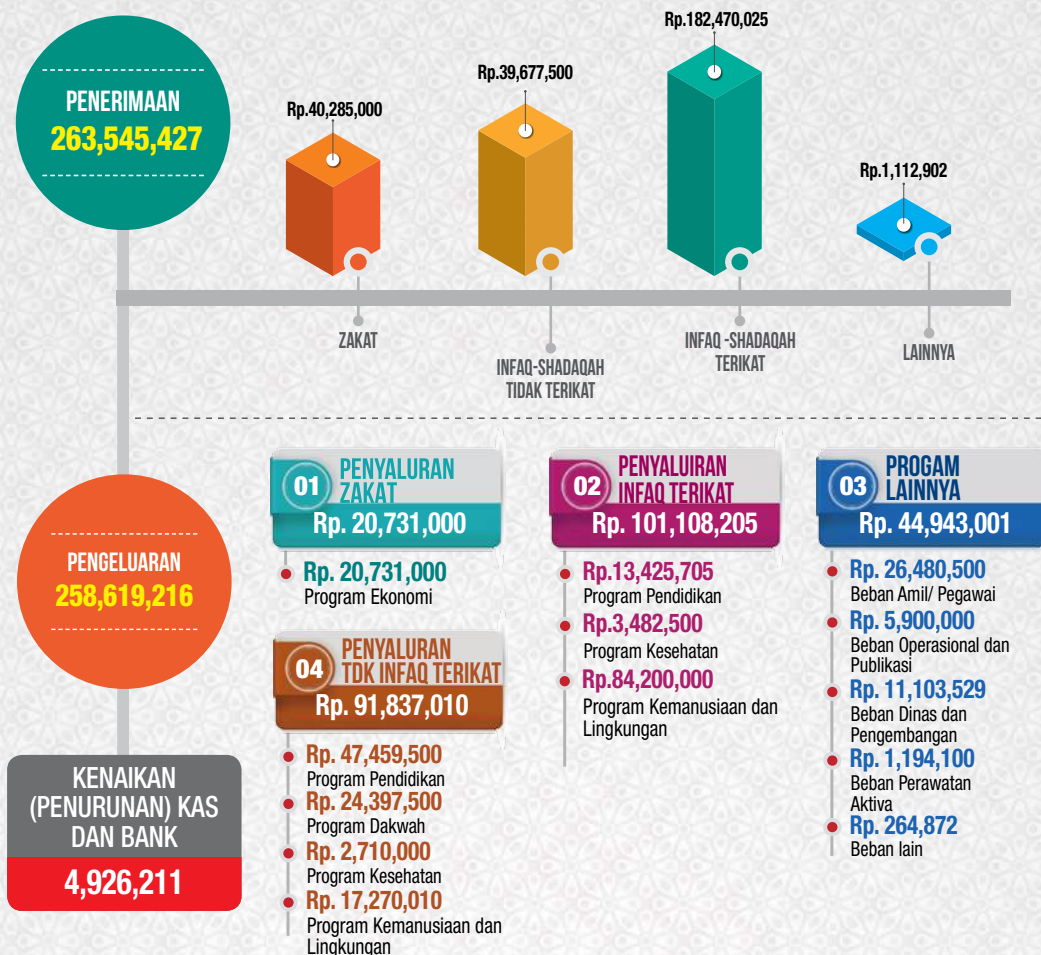 PENERIMAAN
263,545,427
Rp.40,285,000
Rp.39,677,500
Rp.182,470,025
Rp.1,112,902
ZAKAT
INFAQ-SHADAQAH
TIDAK TERIKAT
INFAQ -SHADAQAH
TERIKAT
LAINNYA
PENGELUARAN
258,619,216
KENAIKAN
(PENURUNAN) KAS
DAN BANK
4,926,211
01
PENYALURAN
ZAKAT
Rp. 20,731,000
Rp. 20,731,000
Program Ekonomi
04
PENYALURAN
TDK INFAQ TERIKAT
Rp. 91,837,010
Rp. 47,459,500
Program Pendidikan
Rp. 24,397,500
Program Dakwah
Rp. 2,710,000
Program Kesehatan
Rp. 17,270,010
Program Kemanusiaan dan
Lingkungan
02
PENYALUIRAN
INFAQ TERIKAT
Rp. 101,108,205
Rp.13,425,705
Program Pendidikan
Rp.3,482,500
Program Kesehatan
Rp.84,200,000
Program Kemanusiaan dan
Lingkungan
03
PROGAM
LAINNYA
Rp. 44,943,001
Rp. 26,480,500
Beban Amil/ Pegawai
Rp. 5,900,000
Beban Operasional dan
Publikasi
Rp. 11,103,529
Beban Dinas dan
Pengembangan
Rp. 1,194,100
Beban Perawatan
Aktiva
Rp. 264,872
Beban lain